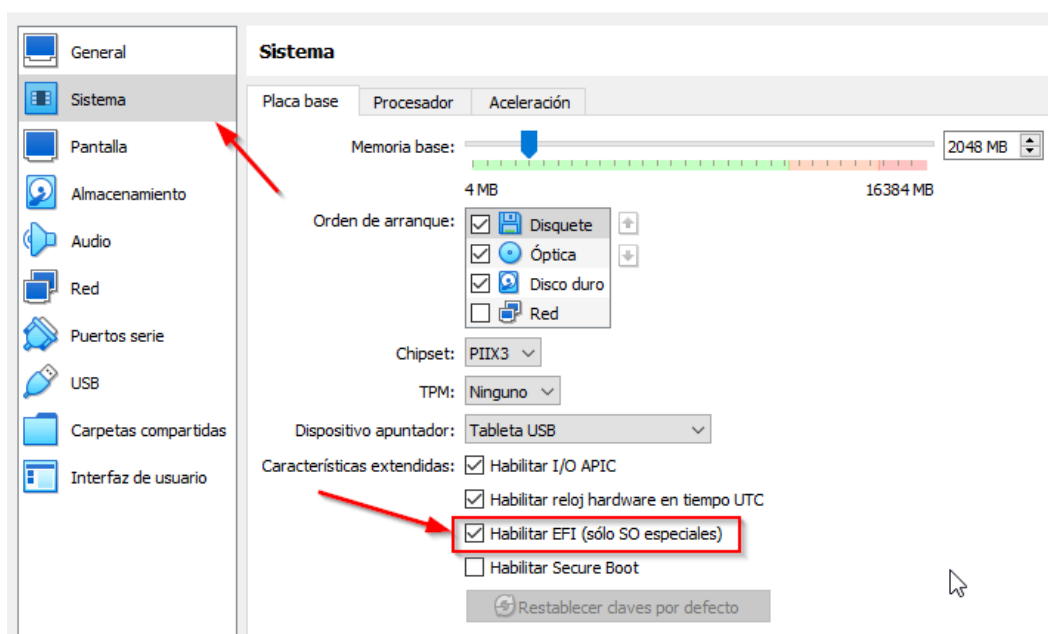 General
Sistema
Pantalla
Almacenamiento
Audio
Red
Puertos serie
USB
Carpetas compartidas
Interfaz de usuario
Sistema
Placa base Procesador Aceleración
Memoria base: 2048 MB
4 MB 16384 MB
Orden de arranque: Disquete
Óptica
Disco duro
Red
Chipset: PIIX3
TPM: Ninguno
Dispositivo apuntador: Tableta USB
Características extendidas: Habilitar I/O APIC
Habilitar reloj hardware en tiempo UTC
Habilitar EFI (sólo SO especiales)
Habilitar Secure Boot
Restablecer claves por defecto